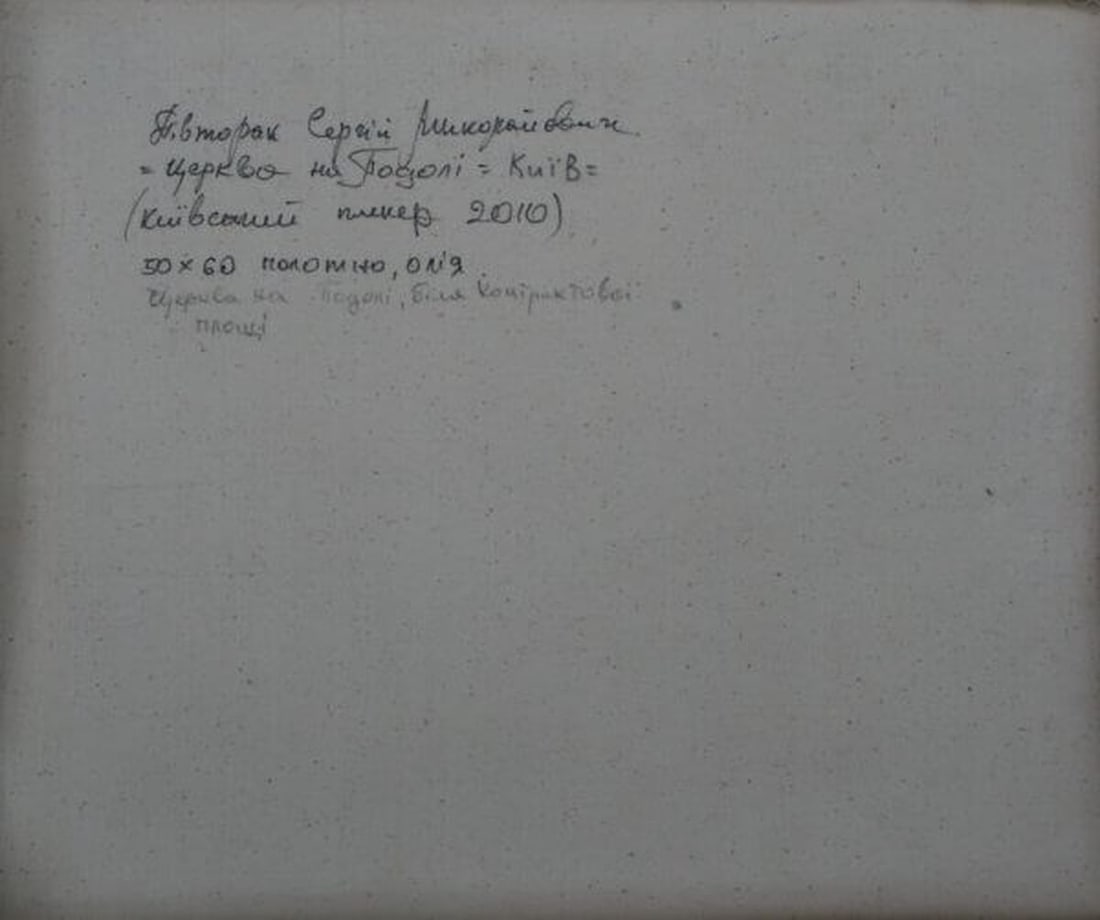 Півторак Сергій Миколайович
= Церква на Подолі = Київ =
(київський пленер 2010)
50×60 полотно, олія
Церква на Подолі, біля Контрактової
площі